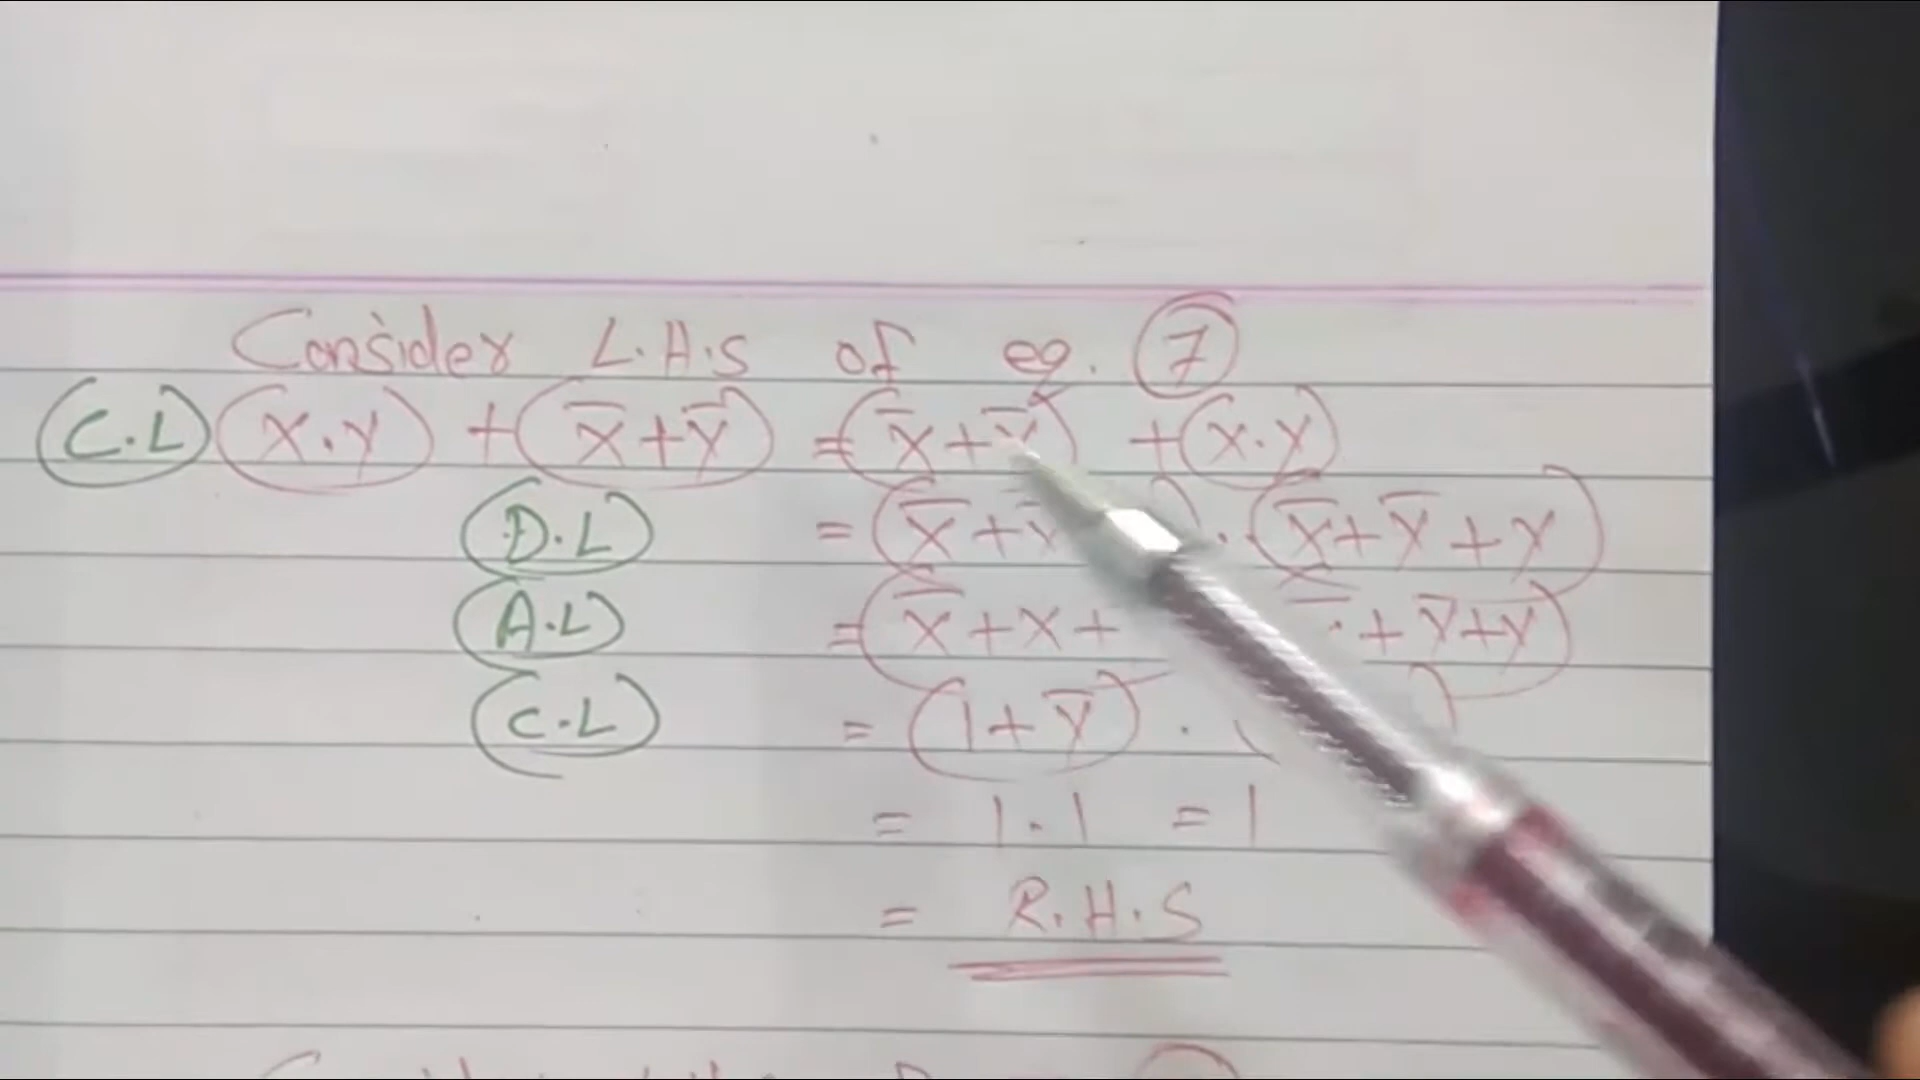 Consider L.H.S of eq. 7
C.L (X.Y) + (X̅+Y̅) = (X̅+Y̅) + (X.Y)
D.L = (X̅+Y̅ ) . (X̅+Y̅+Y)
A.L = (X̅+X+ +Y̅+Y)
C.L = (1+Y̅) . ( )
= 1.1 = 1
= R.H.S